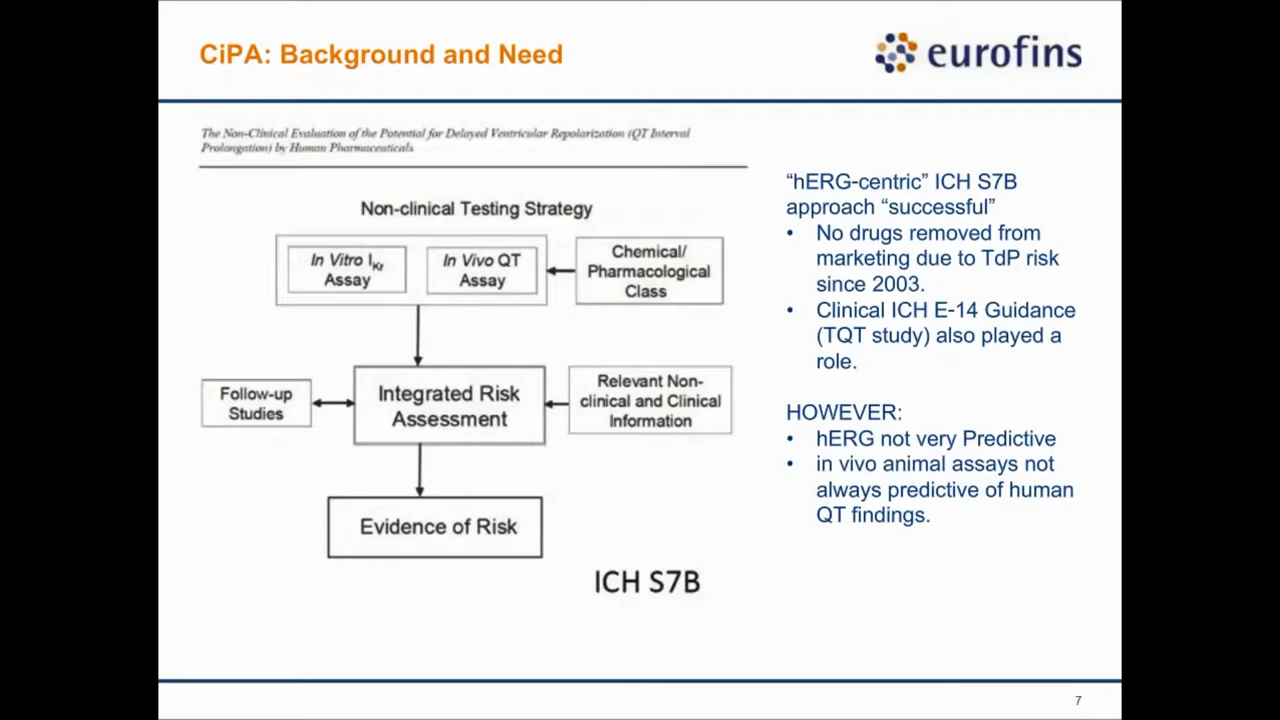 CiPA: Background and Need
eurofins
The Non-Clinical Evaluation of the Potential for Delayed Ventricular Repolarization (QT Interval
Prolongation) by Human Pharmaceuticals
Non-clinical Testing Strategy
In Vitro IKr
Assay
In Vivo QT
Assay
Chemical/
Pharmacological
Class
Follow-up
Studies
Integrated Risk
Assessment
Relevant Non-
clinical and Clinical
Information
Evidence of Risk
ICH S7B
“hERG-centric” ICH S7B
approach “successful”
• No drugs removed from
marketing due to TdP risk
since 2003.
• Clinical ICH E-14 Guidance
(TQT study) also played a
role.
HOWEVER:
• hERG not very Predictive
• in vivo animal assays not
always predictive of human
QT findings.
7